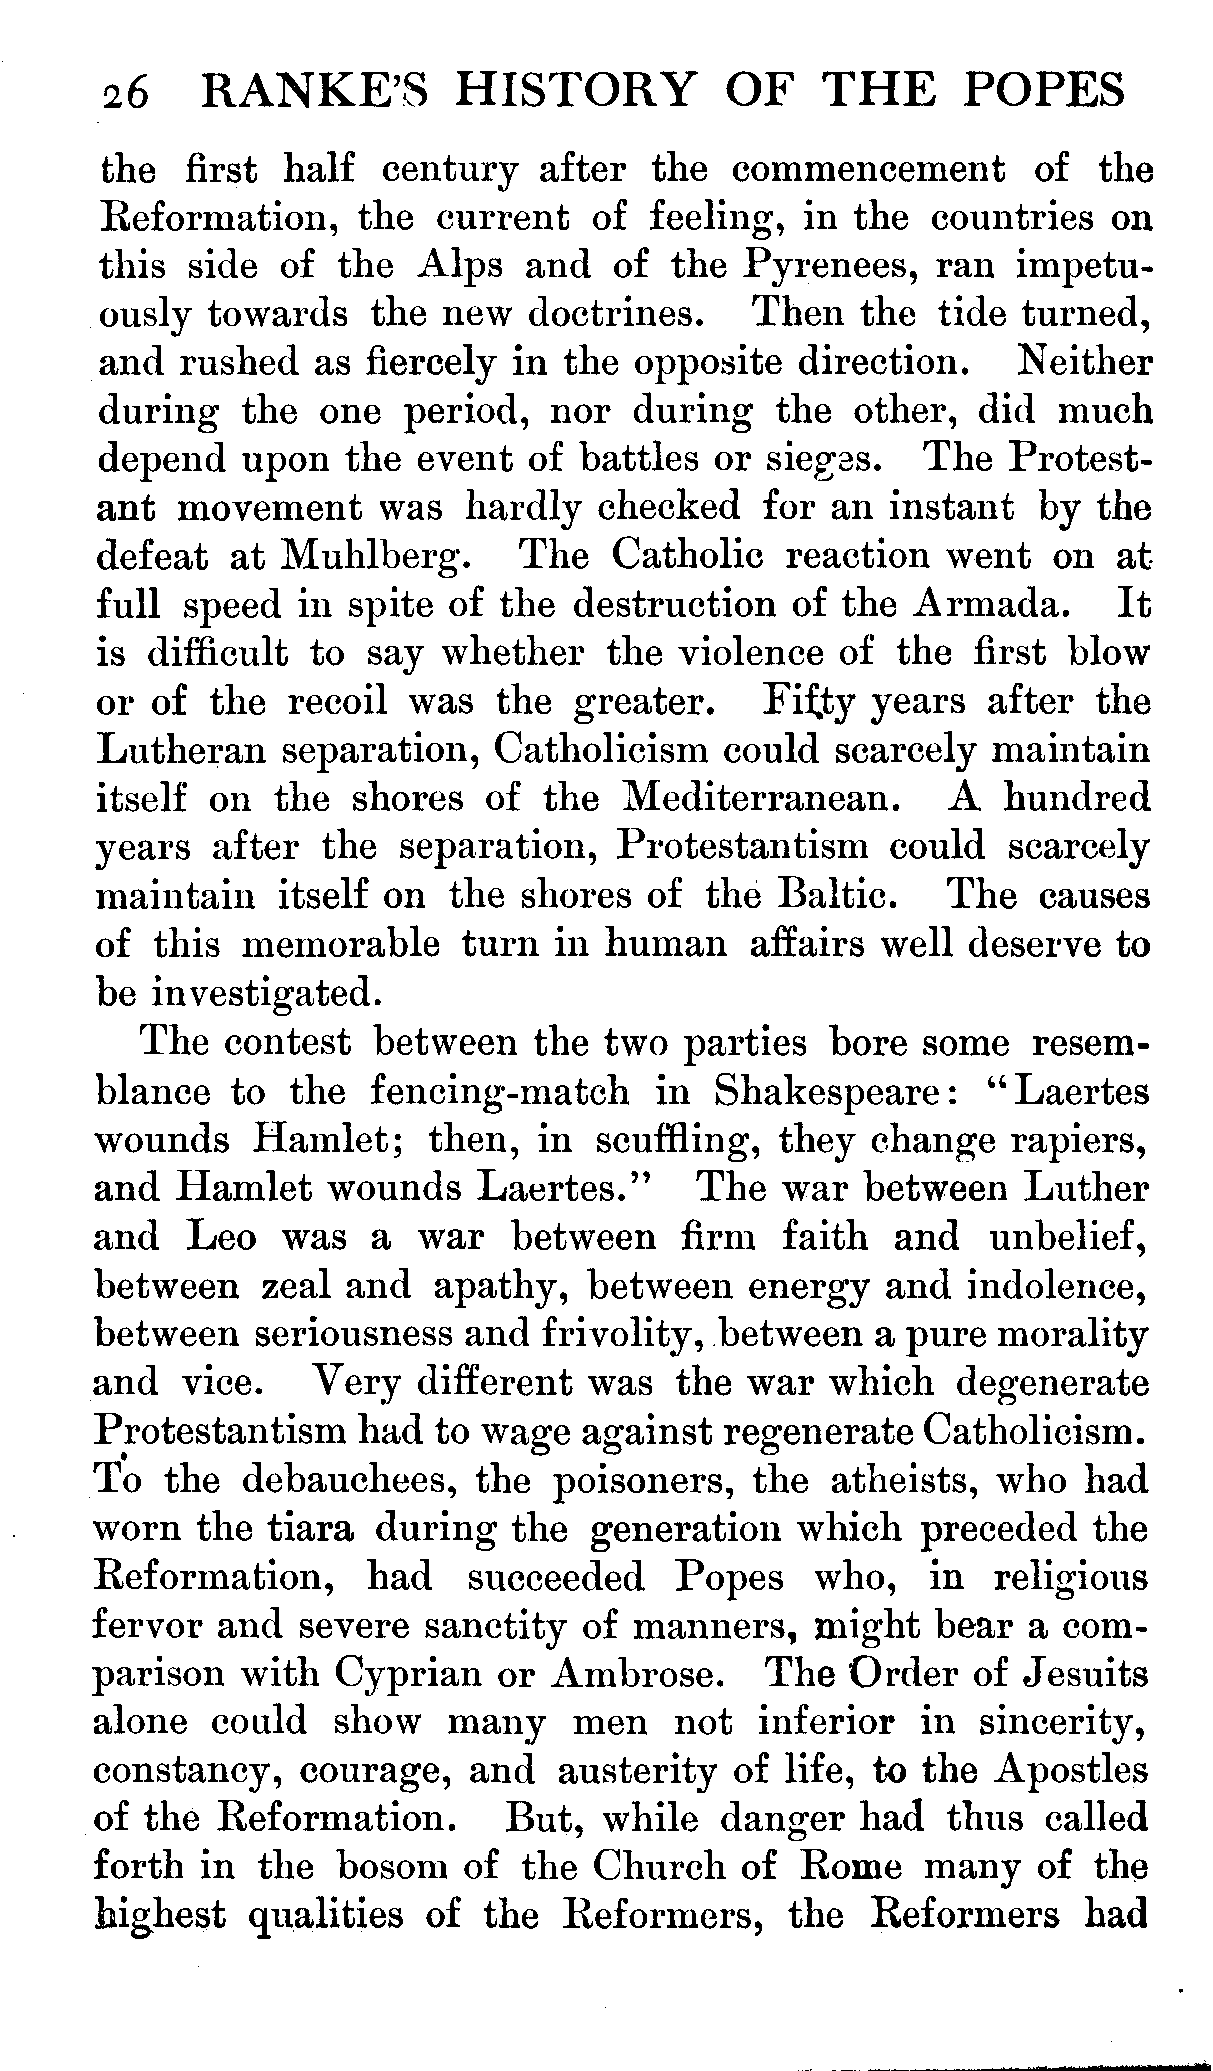 26 RANKE'S HISTORY OF THE POPES
the first half century after the commencement of the
Reformation, the current of feeling, in the countries on
this side of the Alps and of the Pyrenees, ran impetu-
ously towards the new doctrines. Then the tide turned,
and rushed as fiercely in the opposite direction. Neither
during the one period, nor during the other, did much
depend upon the event of battles or sieges. The Protest-
ant movement was hardly checked for an instant by the
defeat at Muhlberg. The Catholic reaction went on at
full speed in spite of the destruction of the Armada. It
is difficult to say whether the violence of the first blow
or of the recoil was the greater. Fifty years after the
Lutheran separation, Catholicism could scarcely maintain
itself on the shores of the Mediterranean. A hundred
years after the separation, Protestantism could scarcely
maintain itself on the shores of the Baltic. The causes
of this memorable turn in human affairs well deserve to
be investigated.
The contest between the two parties bore some resem-
blance to the fencing-match in Shakespeare: "Laertes
wounds Hamlet; then, in scuffling, they change rapiers,
and Hamlet wounds Laertes." The war between Luther
and Leo was a war between firm faith and unbelief,
between zeal and apathy, between energy and indolence,
between seriousness and frivolity, between a pure morality
and vice. Very different was the war which degenerate
Protestantism had to wage against regenerate Catholicism.
To the debauchees, the poisoners, the atheists, who had
worn the tiara during the generation which preceded the
Reformation, had succeeded Popes who, in religious
fervor and severe sanctity of manners, might bear a com-
parison with Cyprian or Ambrose. The Order of Jesuits
alone could show many men not inferior in sincerity,
constancy, courage, and austerity of life, to the Apostles
of the Reformation. But, while danger had thus called
forth in the bosom of the Church of Rome many of the
highest qualities of the Reformers, the Reformers had